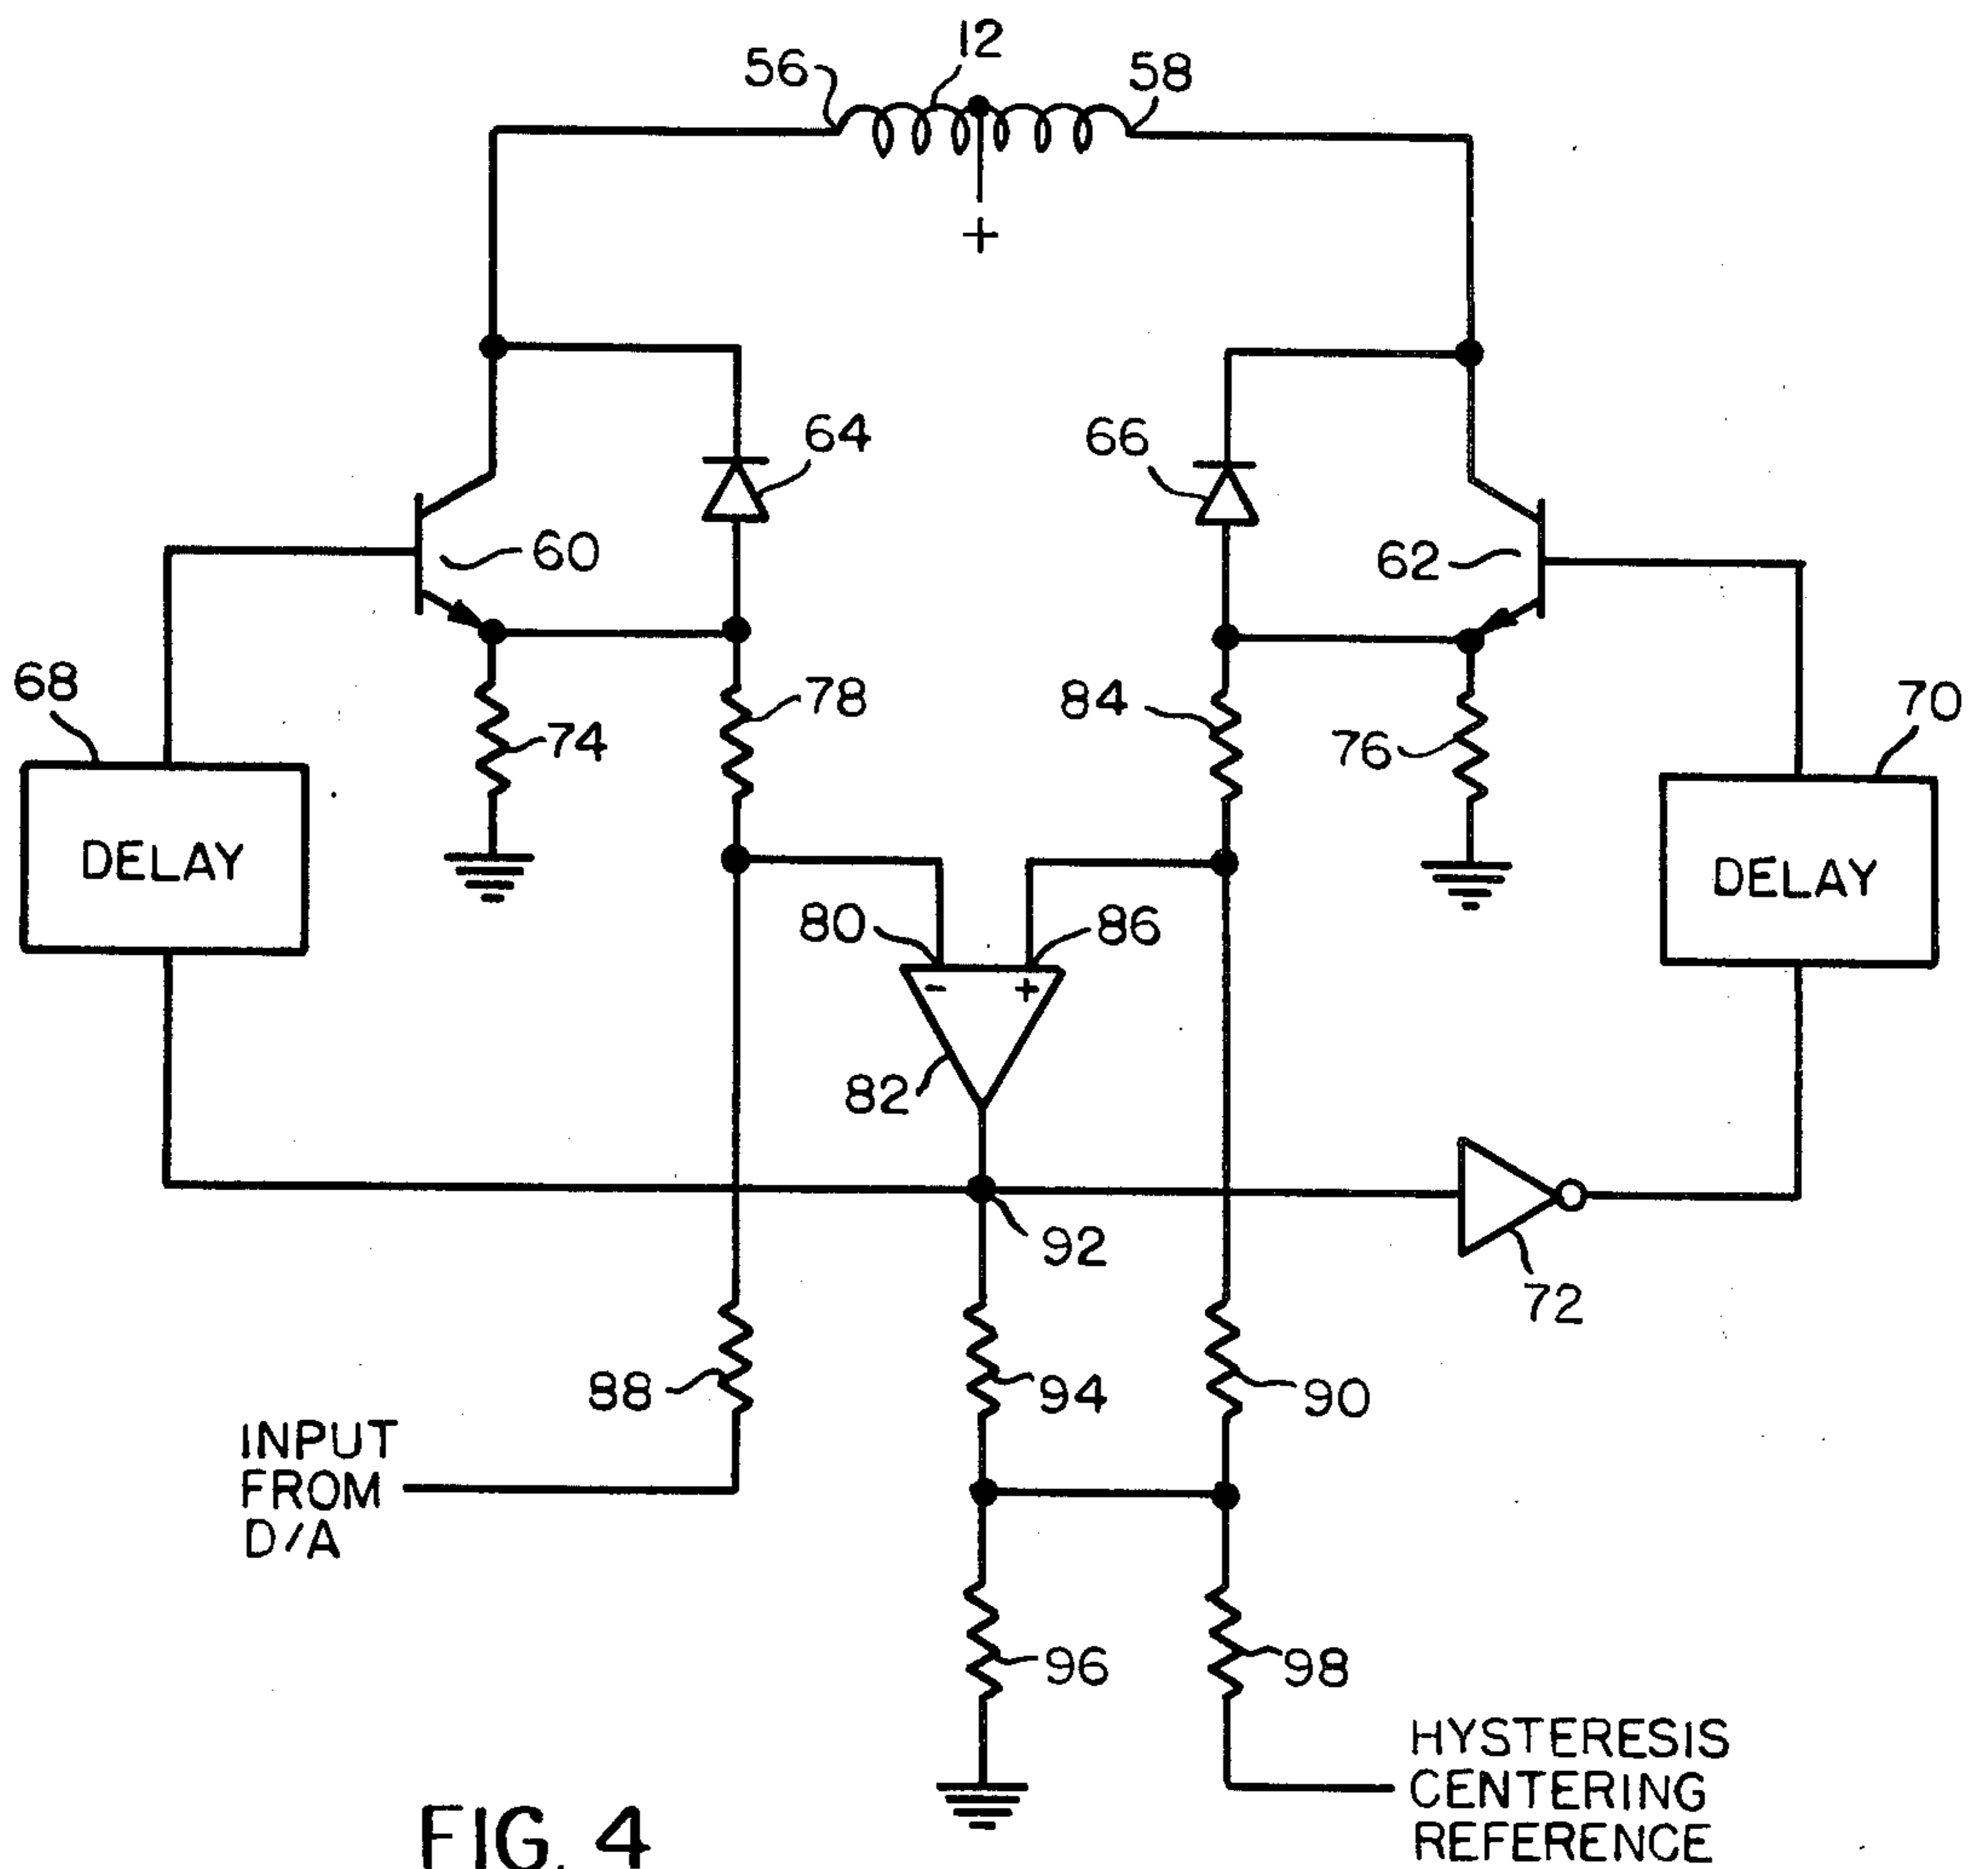 12
56
58
+
64
66
60
62
68
78
84
70
74
76
DELAY
DELAY
80
86
- +
82
92
72
88
94
90
INPUT
FROM
D/A
96
98
HYSTERESIS
CENTERING
REFERENCE
FIG. 4